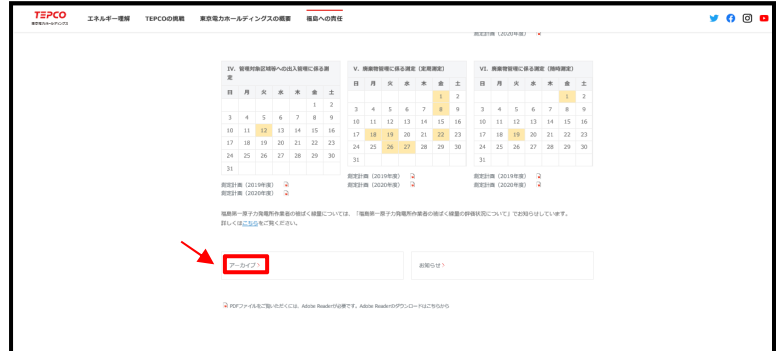 TEPCO
東京電力ホールディングス
エネルギー理解 TEPCOの挑戦 東京電力ホールディングスの概要 福島への責任
測定計画（2020年度）
IV. 管理対象区域等への出入管理に係る測定
日 月 火 水 木 金 土
1 2
3 4 5 6 7 8 9
10 11 12 13 14 15 16
17 18 19 20 21 22 23
24 25 26 27 28 29 30
31
測定計画（2019年度）
測定計画（2020年度）
V. 廃棄物管理に係る測定（定期測定）
日 月 火 水 木 金 土
1 2
3 4 5 6 7 8 9
10 11 12 13 14 15 16
17 18 19 20 21 22 23
24 25 26 27 28 29 30
31
測定計画（2019年度）
測定計画（2020年度）
VI. 廃棄物管理に係る測定（随時測定）
日 月 火 水 木 金 土
1 2
3 4 5 6 7 8 9
10 11 12 13 14 15 16
17 18 19 20 21 22 23
24 25 26 27 28 29 30
31
測定計画（2019年度）
測定計画（2020年度）
福島第一原子力発電所作業者の被ばく線量については、「福島第一原子力発電所作業者の被ばく線量の評価状況について」でお知らせしています。
詳しくはこちらをご覧ください。
アーカイブ
お知らせ
PDFファイルをご覧いただくには、Adobe Readerが必要です。Adobe Readerのダウンロードはこちらから